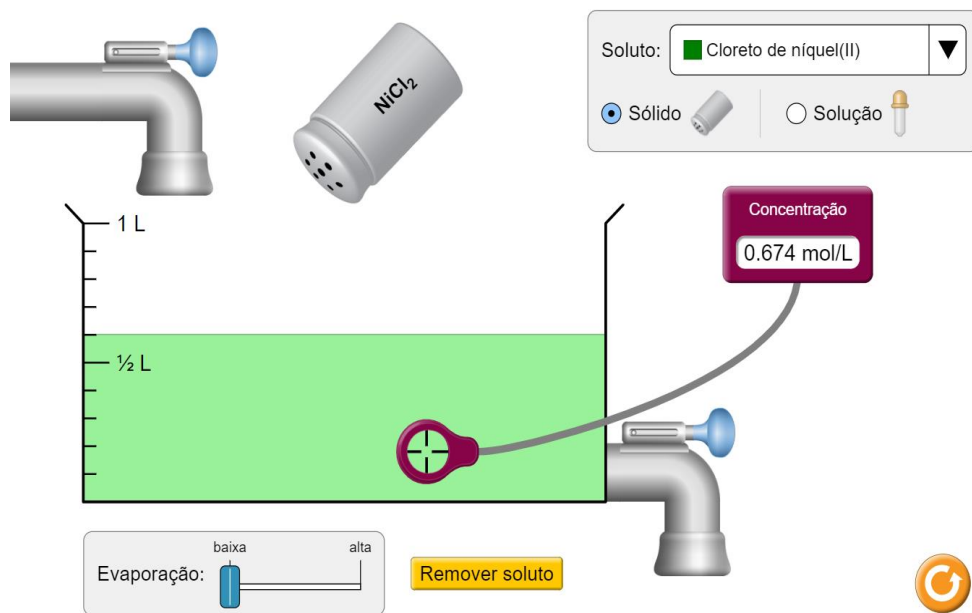 NiCl₂
Soluto: Cloreto de níquel(II)
Sólido Solução
1 L
½ L
Concentração
0.674 mol/L
Evaporação: baixa alta
Remover soluto